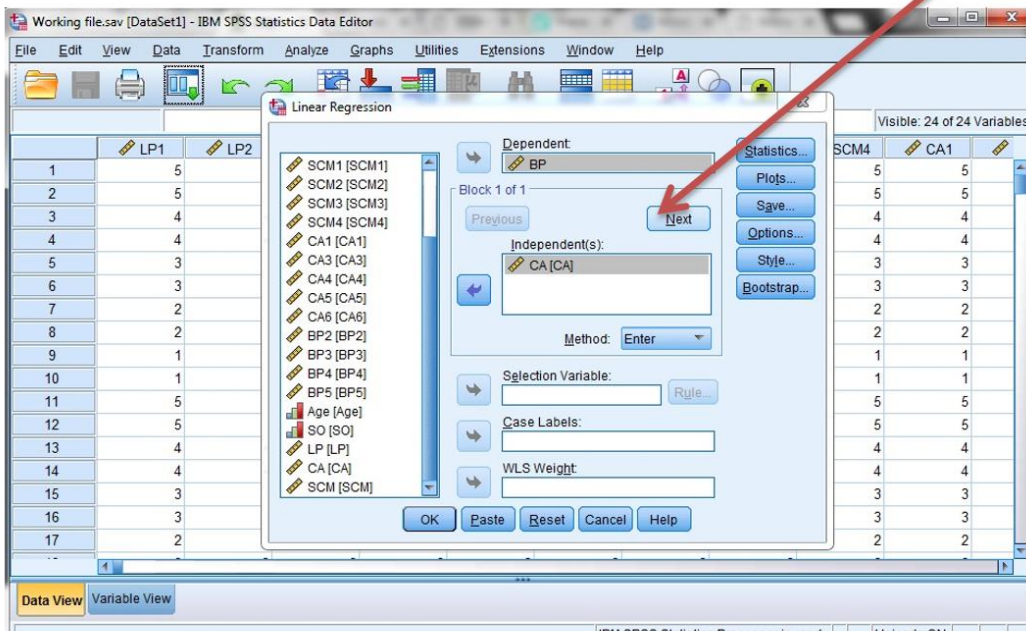 Working file.sav [DataSet1] - IBM SPSS Statistics Data Editor
File Edit View Data Transform Analyze Graphs Utilities Extensions Window Help
Linear Regression
Visible: 24 of 24 Variables
LP1 LP2 SCM4 CA1
1 5 5 5
2 5 5 5
3 4 4 4
4 4 4 4
5 3 3 3
6 3 3 3
7 2 2 2
8 2 2 2
9 1 1 1
10 1 1 1
11 5 5 5
12 5 5 5
13 4 4 4
14 4 4 4
15 3 3 3
16 3 3 3
17 2 2 2
SCM1 [SCM1]
SCM2 [SCM2]
SCM3 [SCM3]
SCM4 [SCM4]
CA1 [CA1]
CA3 [CA3]
CA4 [CA4]
CA5 [CA5]
CA6 [CA6]
BP2 [BP2]
BP3 [BP3]
BP4 [BP4]
BP5 [BP5]
Age [Age]
SO [SO]
LP [LP]
CA [CA]
SCM [SCM]
Dependent:
BP
Block 1 of 1
Previous Next
Independent(s):
CA [CA]
Method: Enter
Selection Variable:
Rule...
Case Labels:
WLS Weight:
Statistics...
Plots...
Save...
Options...
Style...
Bootstrap...
OK Paste Reset Cancel Help
Data View Variable View